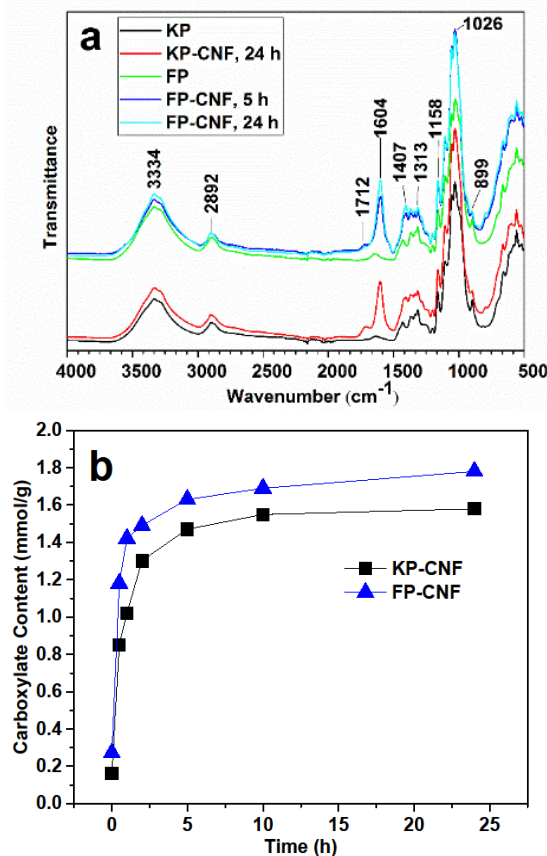 a
KP
KP-CNF, 24 h
FP
FP-CNF, 5 h
FP-CNF, 24 h
1026
1604
1158
1407
1313
3334
2892
1712
899
Transmittance
4000 3500 3000 2500 2000 1500 1000 500
Wavenumber (cm-1)
b
2.0
1.8
1.6
1.4
1.2
1.0
0.8
0.6
0.4
0.2
0.0
Carboxylate Content (mmol/g)
KP-CNF
FP-CNF
0 5 10 15 20 25
Time (h)